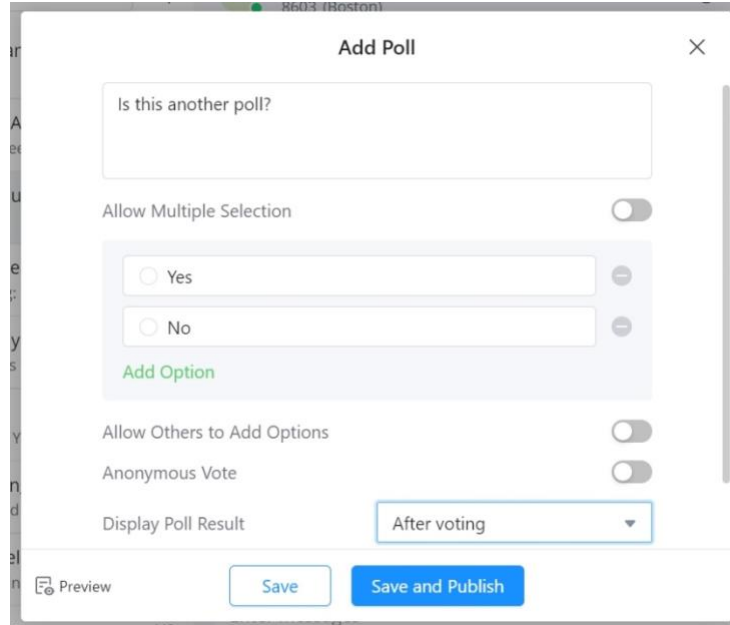 8603 (Boston)
Add Poll
Is this another poll?
Allow Multiple Selection
Yes
No
Add Option
Allow Others to Add Options
Anonymous Vote
Display Poll Result
After voting
Preview
Save
Save and Publish